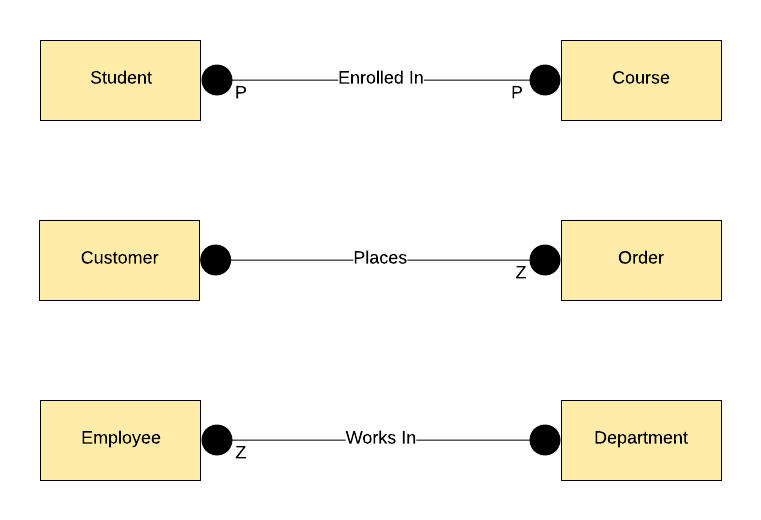 Student P Enrolled In P Course
Customer Places Z Order
Employee Z Works In Department